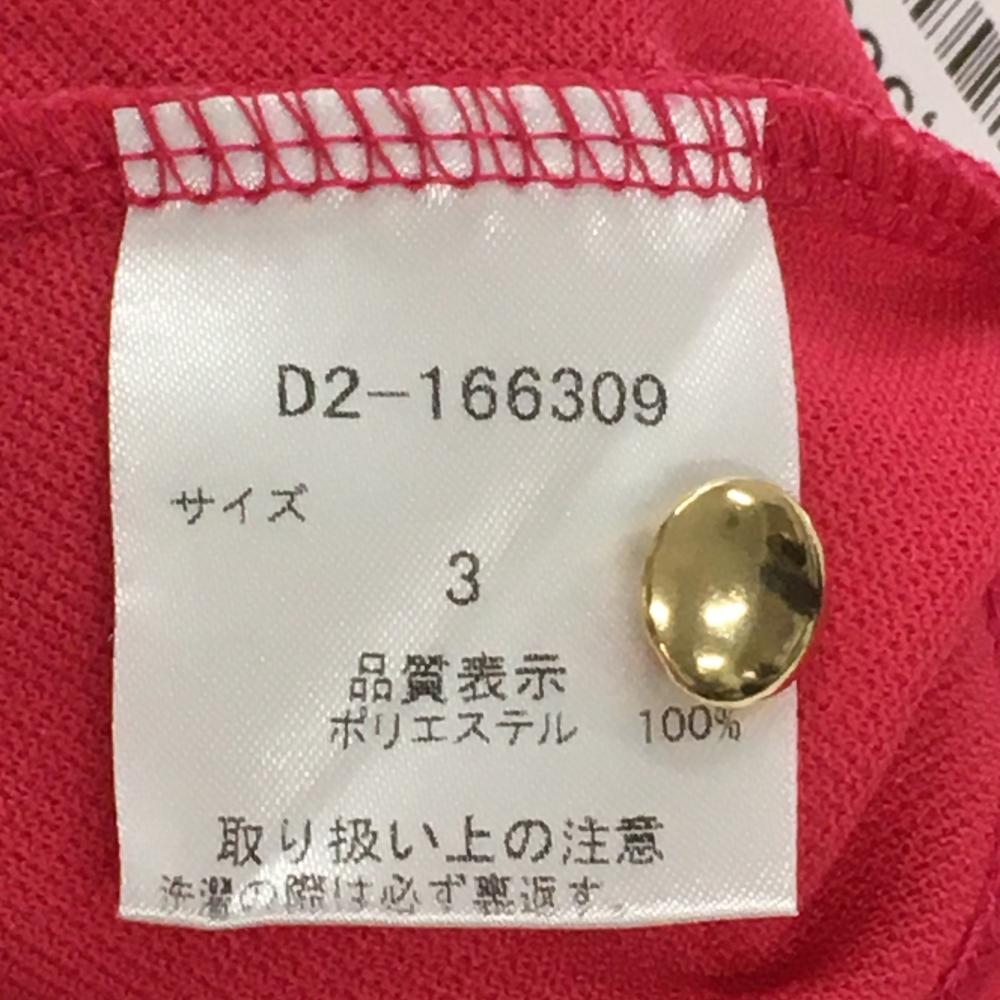 D2-166309
サイズ
3
品質表示
ポリエステル 100%
取り扱い上の注意
洗濯の際は必ず裏返す。